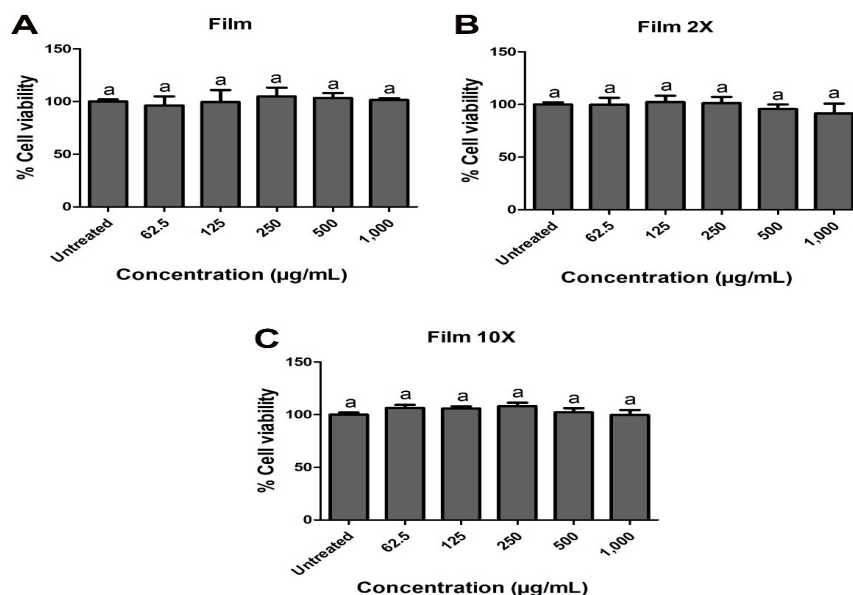 A
Film
% Cell viability
150
100
50
0
a a a a a a
Untreated 62.5 125 250 500 1,000
Concentration (µg/mL)
B
Film 2X
% Cell viability
150
100
50
0
a a a a a a
Untreated 62.5 125 250 500 1,000
Concentration (µg/mL)
C
Film 10X
% Cell viability
150
100
50
0
a a a a a a
Untreated 62.5 125 250 500 1,000
Concentration (µg/mL)